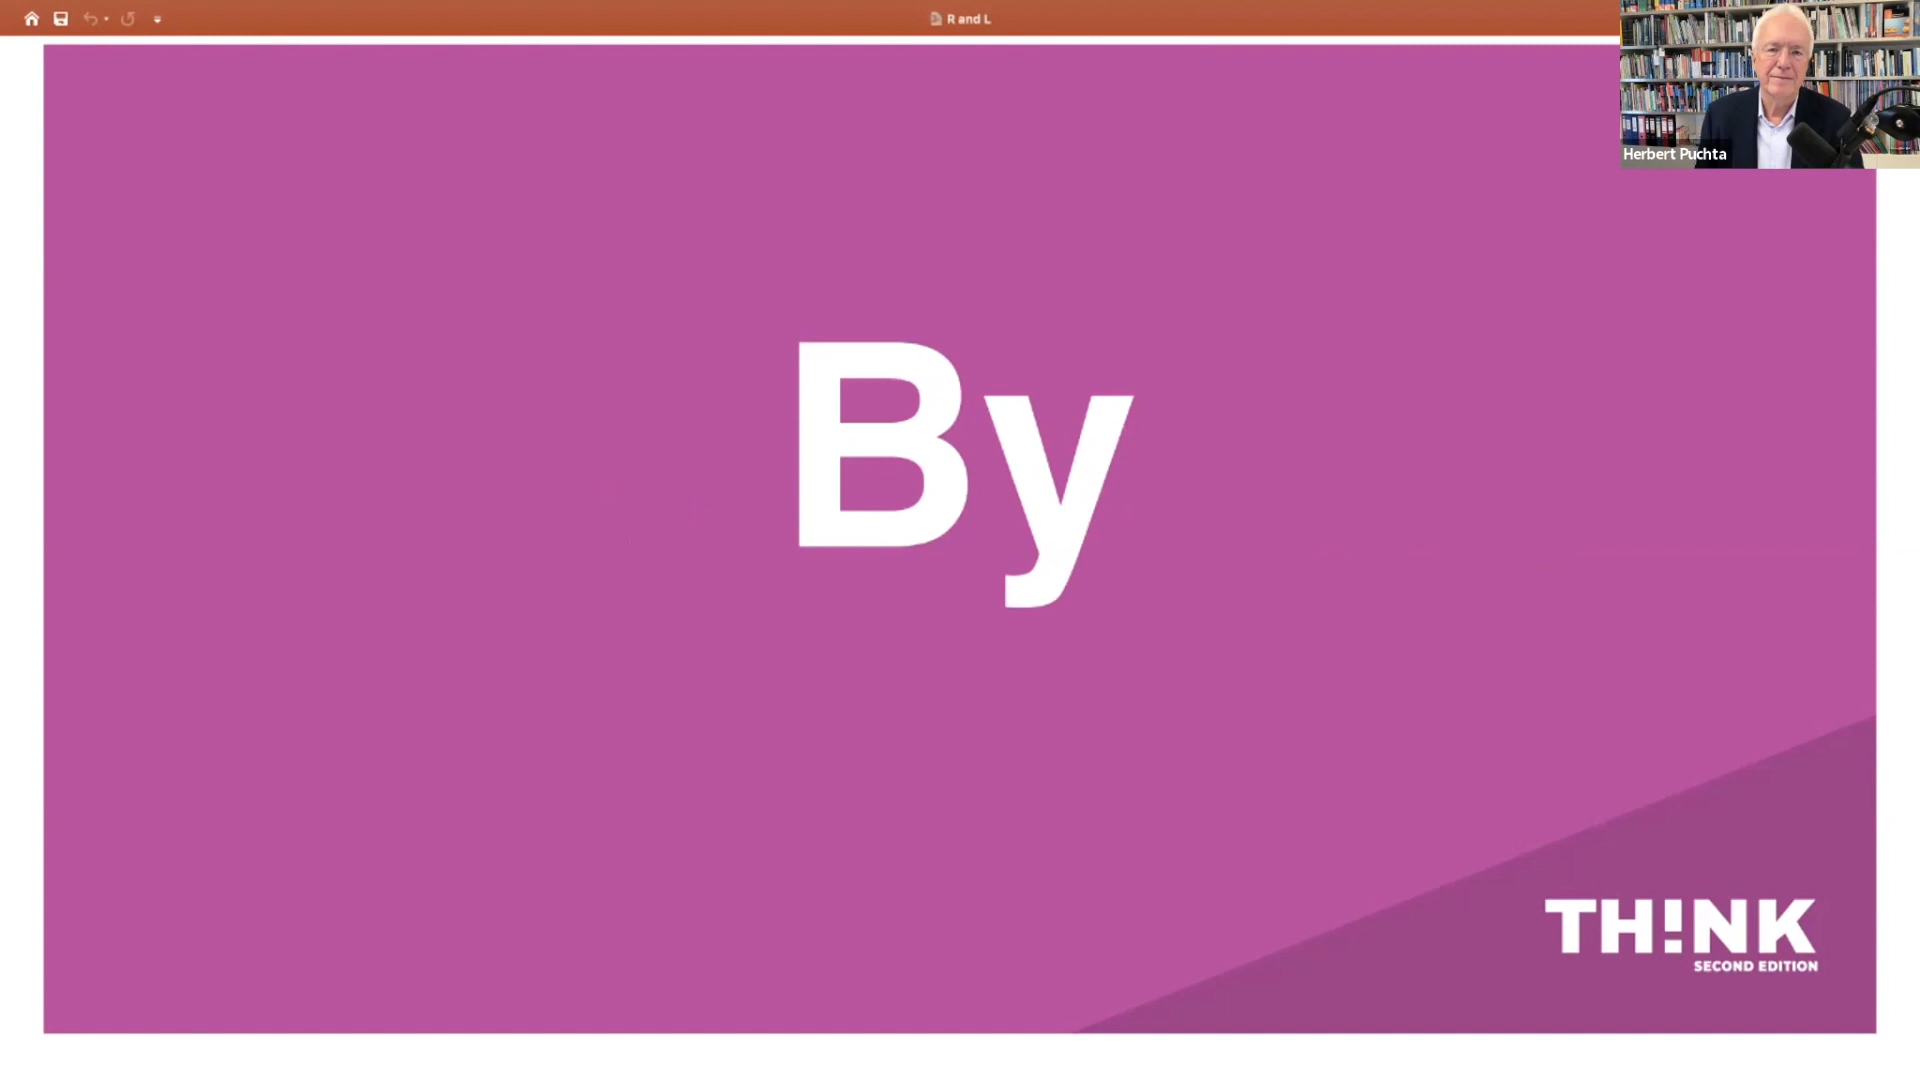 R and L
Herbert Puchta
By
TH!NK
SECOND EDITION